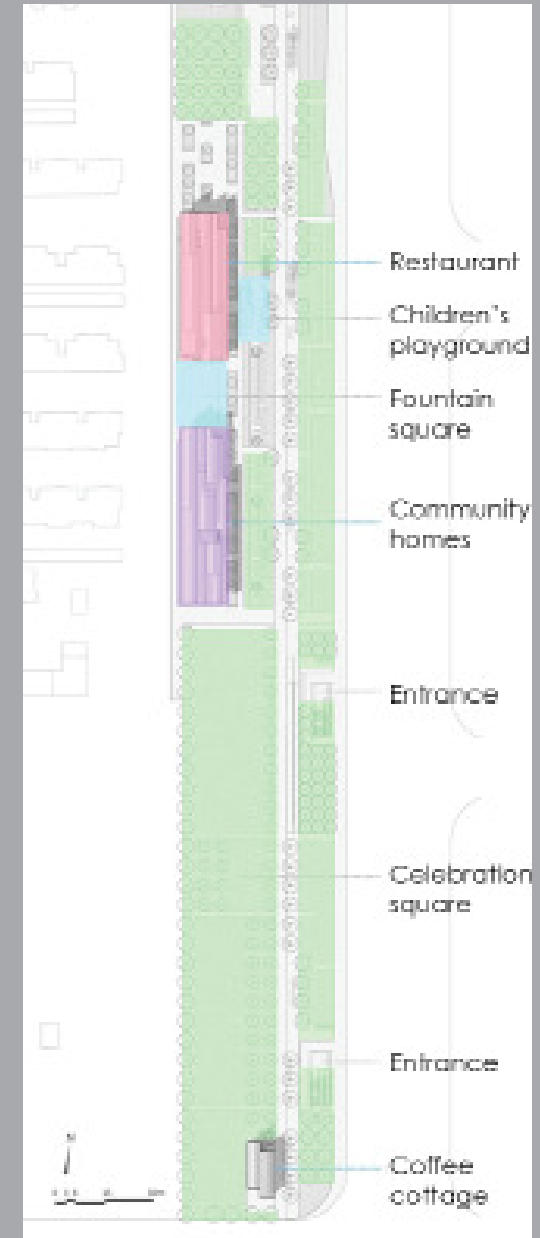 Restaurant
Children's
playground
Fountain
square
Community
homes
Entrance
Celebration
square
Entrance
Coffee
cottage